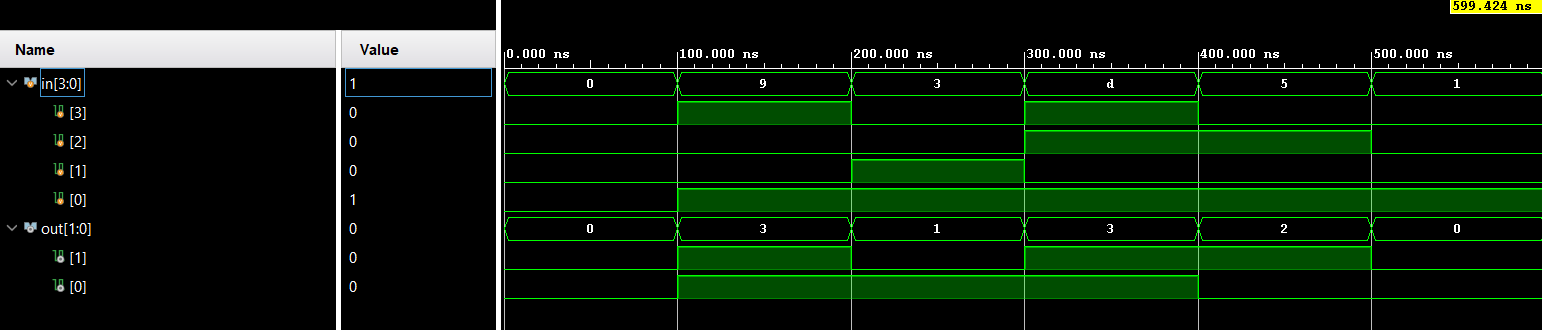 599.424 ns
Name Value
0.000 ns 100.000 ns 200.000 ns 300.000 ns 400.000 ns 500.000 ns
in[3:0] 1 0 9 3 d 5 1
[3] 0
[2] 0
[1] 0
[0] 1
out[1:0] 0 0 3 1 3 2 0
[1] 0
[0] 0